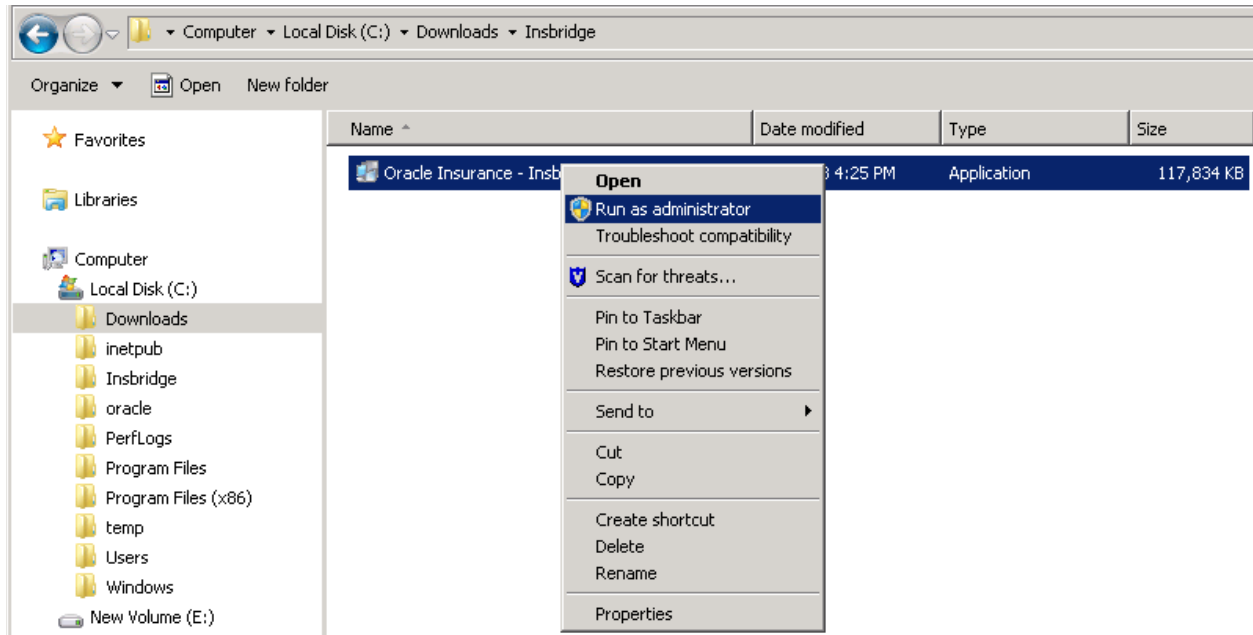 Computer Local Disk (C:) Downloads Insbridge
Organize Open New folder
Name Date modified Type Size
Favorites
Libraries
Computer
Local Disk (C:)
Downloads
inetpub
Insbridge
oracle
PerfLogs
Program Files
Program Files (x86)
temp
Users
Windows
New Volume (E:)
Oracle Insurance - Insb 4:25 PM Application 117,834 KB
Open
Run as administrator
Troubleshoot compatibility
Scan for threats...
Pin to Taskbar
Pin to Start Menu
Restore previous versions
Send to
Cut
Copy
Create shortcut
Delete
Rename
Properties